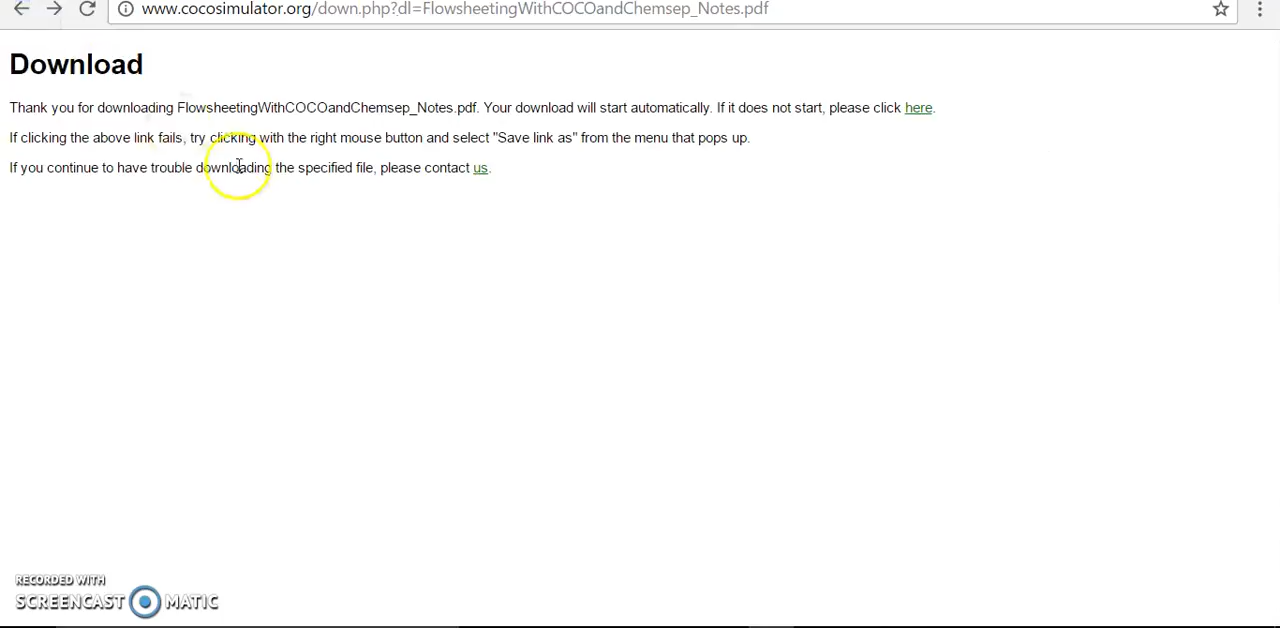 www.cocosimulator.org/down.php?dl=FlowsheetingWithCOCOandChemsep_Notes.pdf
Download
Thank you for downloading FlowsheetingWithCOCOandChemsep_Notes.pdf. Your download will start automatically. If it does not start, please click here.
If clicking the above link fails, try clicking with the right mouse button and select "Save link as" from the menu that pops up.
If you continue to have trouble downloading the specified file, please contact us.
RECORDED WITH
SCREENCAST MATIC